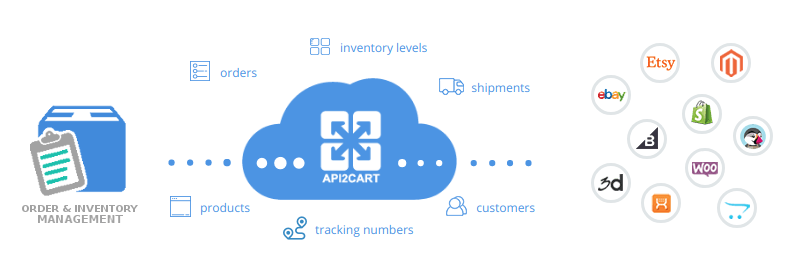 inventory levels
orders
shipments
API2CART
ORDER & INVENTORY
MANAGEMENT
products
customers
tracking numbers
Etsy
ebay
S
B
WOO
3d